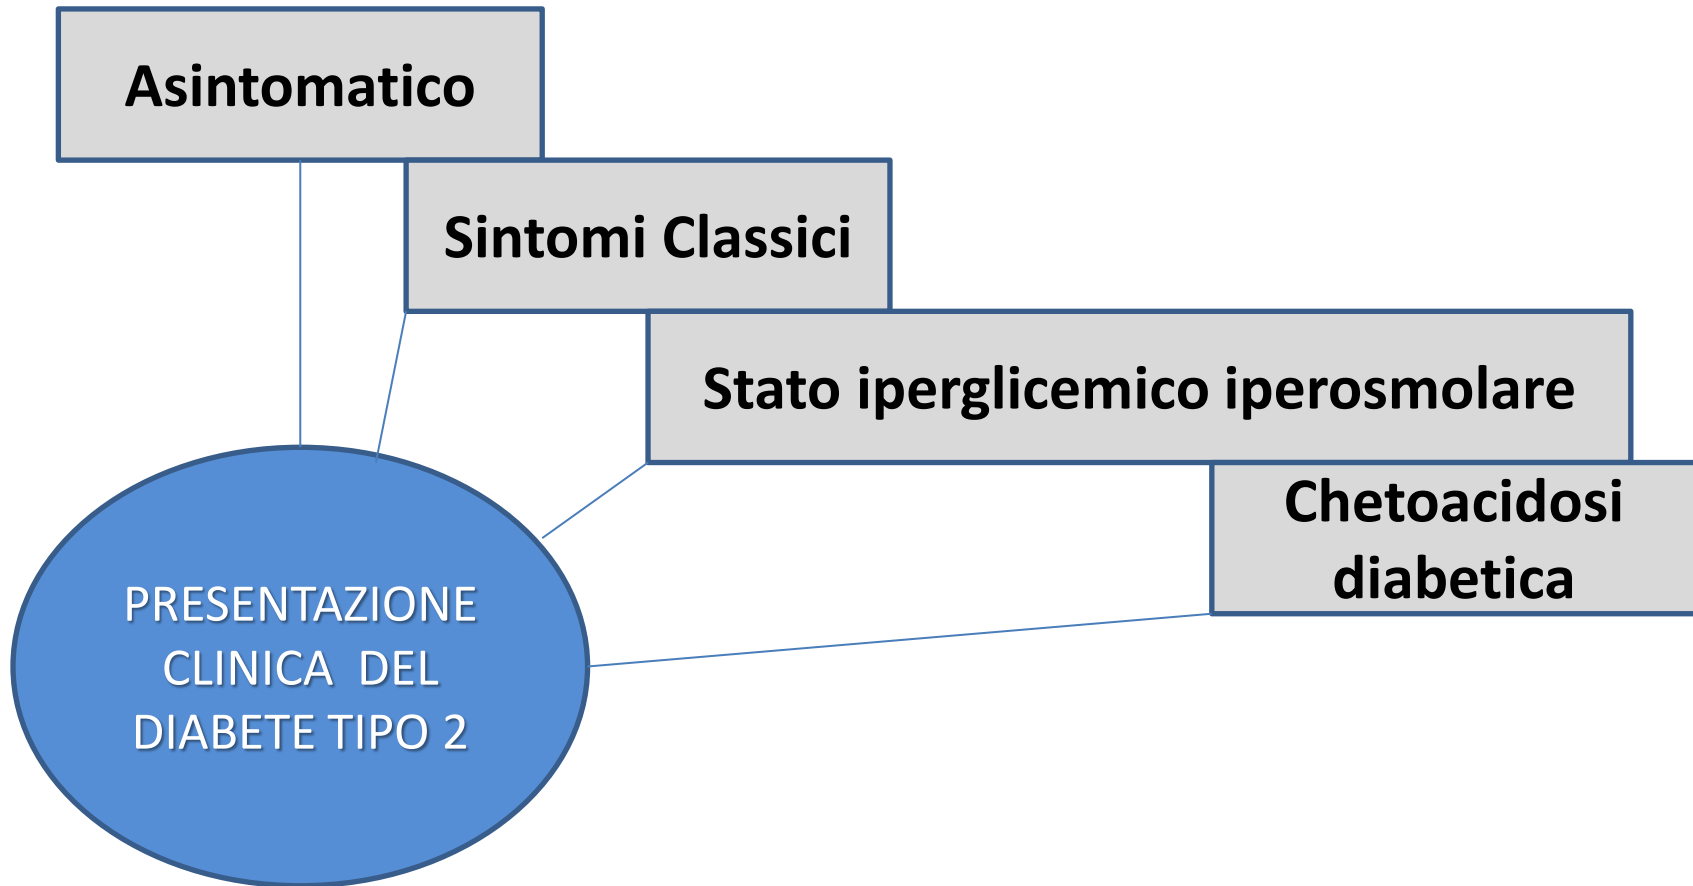 Asintomatico
Sintomi Classici
Stato iperglicemico iperosmolare
Chetoacidosi
diabetica
PRESENTAZIONE
CLINICA  DEL
DIABETE TIPO 2